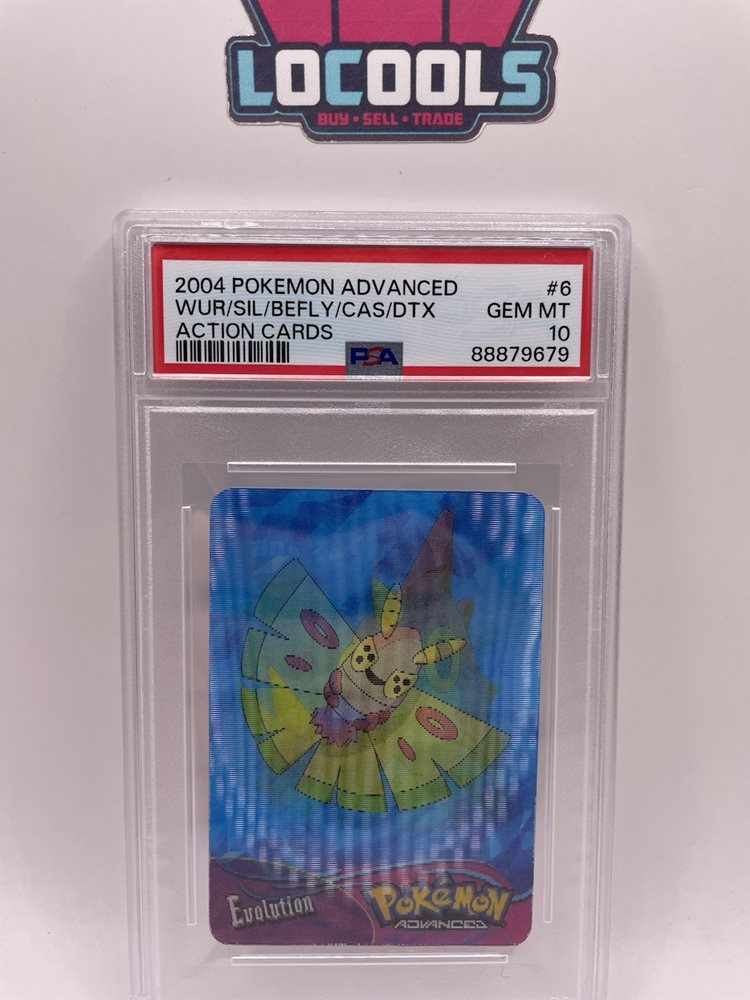 LOCOOLS
BUY • SELL • TRADE
2004 POKEMON ADVANCED #6
WUR/SIL/BEFLY/CAS/DTX GEM MT
ACTION CARDS 10
PSA 88879679
Evolution POKéMON
ADVANCED